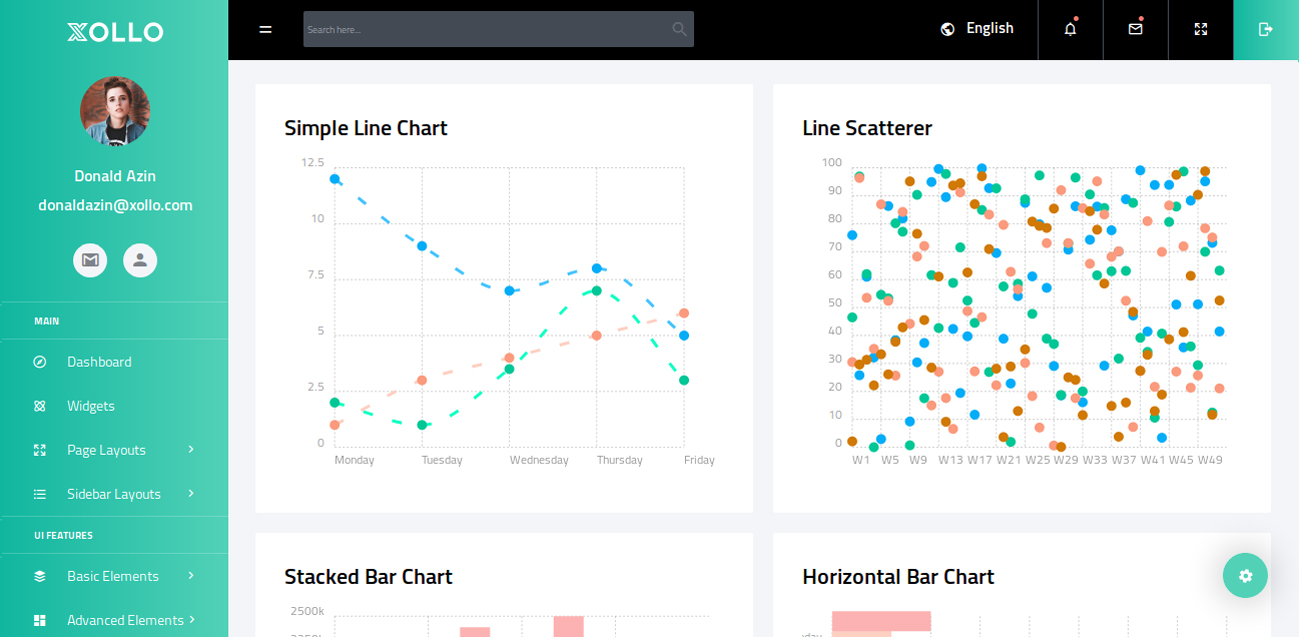 XOLLO
Donald Azin
donaldazin@xollo.com
MAIN
Dashboard
Widgets
Page Layouts
Sidebar Layouts
UI FEATURES
Basic Elements
Advanced Elements
Search here...
English
Simple Line Chart
12.5
10
7.5
5
2.5
0
Monday Tuesday Wednesday Thursday Friday
Line Scatterer
100
90
80
70
60
50
40
30
20
10
0
W1 W5 W9 W13 W17 W21 W25 W29 W33 W37 W41 W45 W49
Stacked Bar Chart
2500k
Horizontal Bar Chart